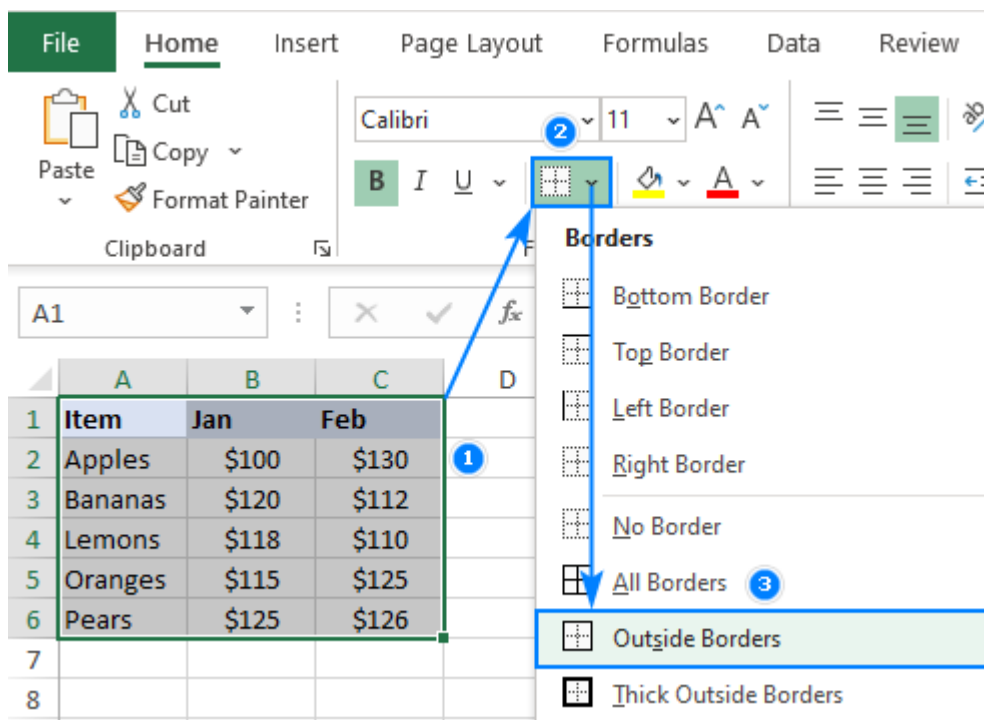 File Home Insert Page Layout Formulas Data Review
Cut
Calibri 11 A A
2
Copy
Paste
B I U A
Format Painter
Clipboard F
Borders
Bottom Border
A1 fx
Top Border
A B C D
Left Border
1 Item Jan Feb
2 Apples $100 $130 1
Right Border
3 Bananas $120 $112
No Border
4 Lemons $118 $110
5 Oranges $115 $125
All Borders 3
6 Pears $125 $126
Outside Borders
7
8
Thick Outside Borders